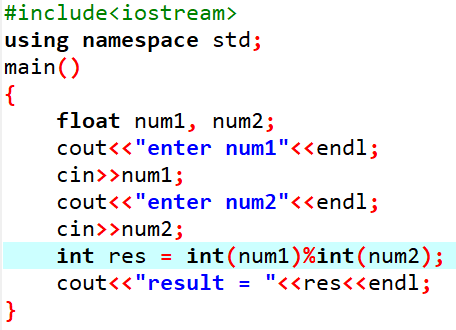 #include<iostream>
using namespace std;
main()
{
    float num1, num2;
    cout<<"enter num1"<<endl;
    cin>>num1;
    cout<<"enter num2"<<endl;
    cin>>num2;
    int res = int(num1)%int(num2);
    cout<<"result = "<<res<<endl;
}